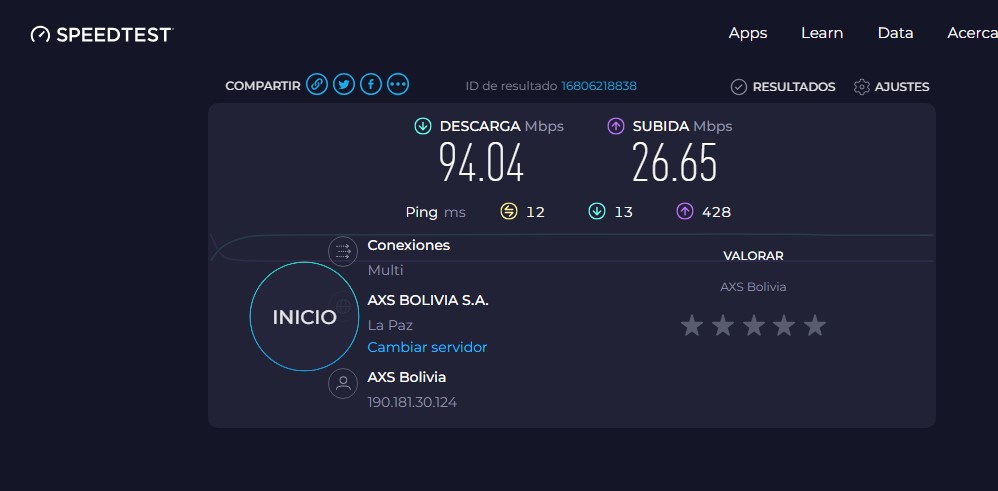 SPEEDTEST
Apps Learn Data Acerca
COMPARTIR ID de resultado 16806218838 RESULTADOS AJUSTES
DESCARGA Mbps SUBIDA Mbps
94.04 26.65
Ping ms 12 13 428
Conexiones
Multi
VALORAR
AXS Bolivia
INICIO
AXS BOLIVIA S.A.
La Paz
Cambiar servidor
AXS Bolivia
190.181.30.124